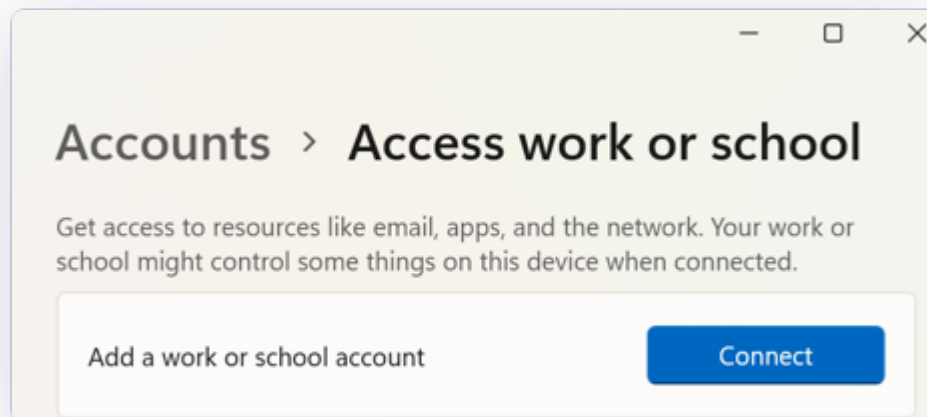 Accounts > Access work or school
Get access to resources like email, apps, and the network. Your work or
school might control some things on this device when connected.
Add a work or school account Connect